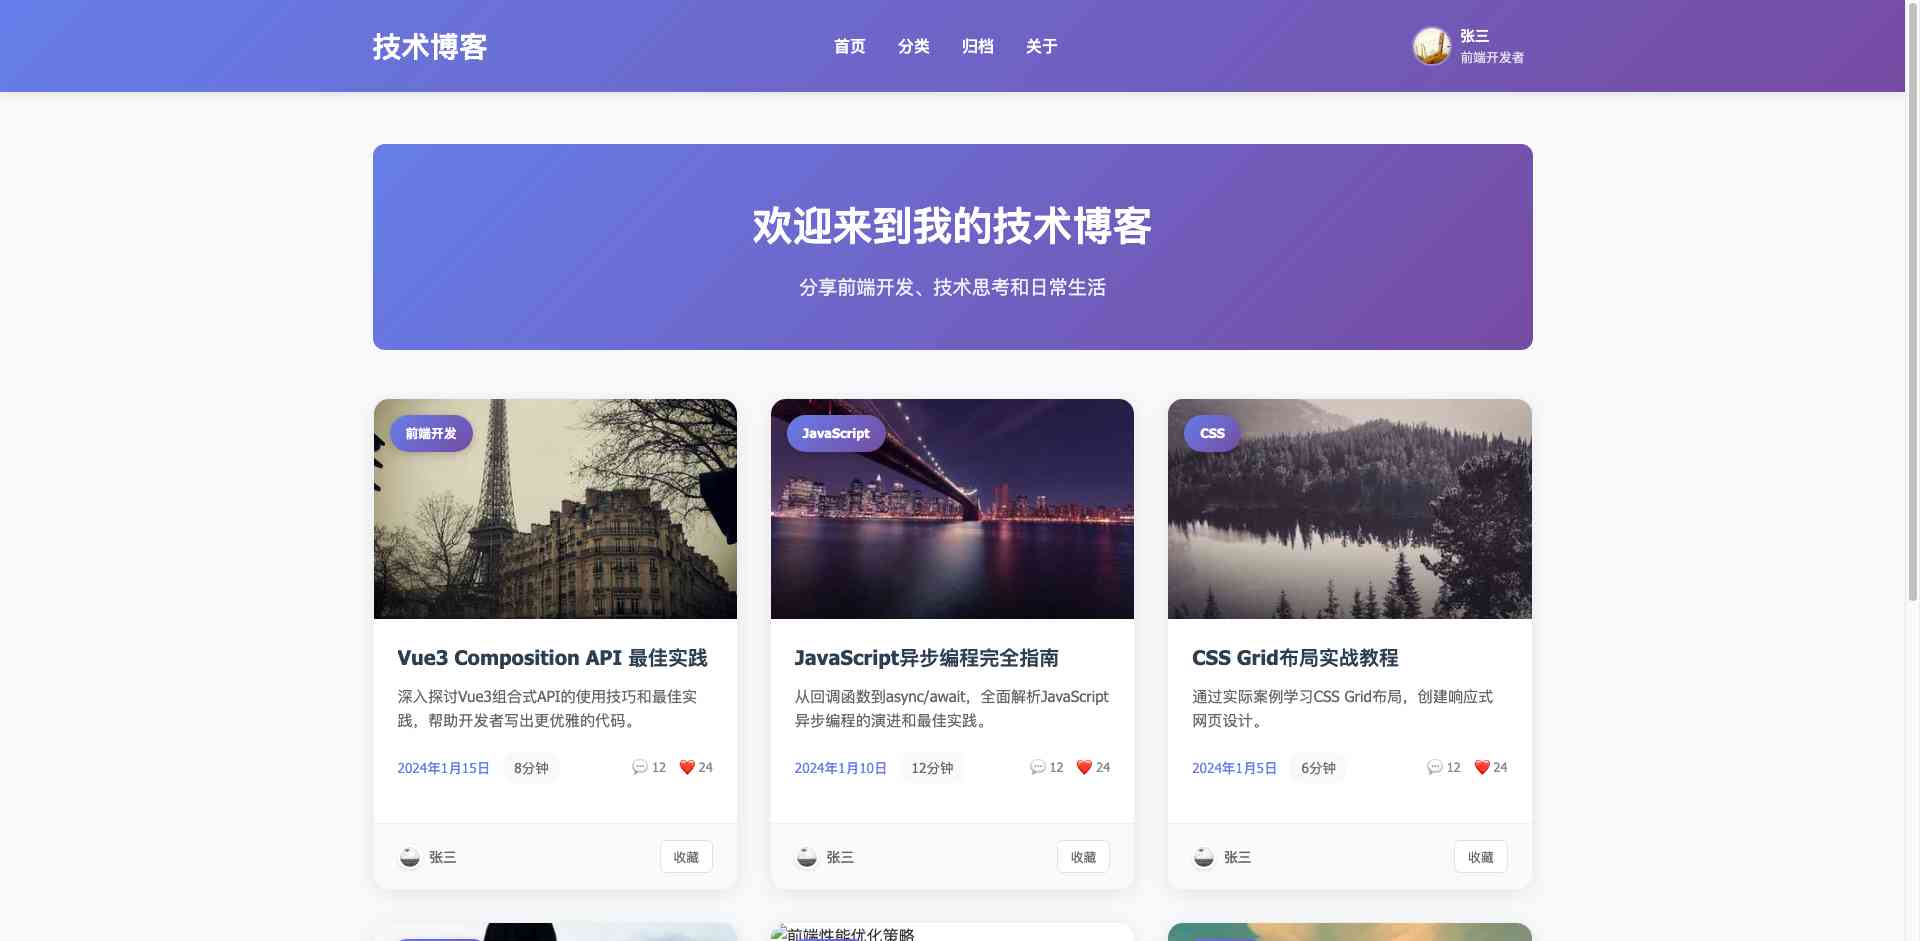 技术博客
首页 分类 归档 关于
张三
前端开发者
欢迎来到我的技术博客
分享前端开发、技术思考和日常生活
前端开发
Vue3 Composition API 最佳实践
深入探讨Vue3组合式API的使用技巧和最佳实
践，帮助开发者写出更优雅的代码。
2024年1月15日 8分钟 12 24
张三 收藏
JavaScript
JavaScript异步编程完全指南
从回调函数到async/await，全面解析JavaScript
异步编程的演进和最佳实践。
2024年1月10日 12分钟 12 24
张三 收藏
CSS
CSS Grid布局实战教程
通过实际案例学习CSS Grid布局，创建响应式
网页设计。
2024年1月5日 6分钟 12 24
张三 收藏
前端性能优化策略